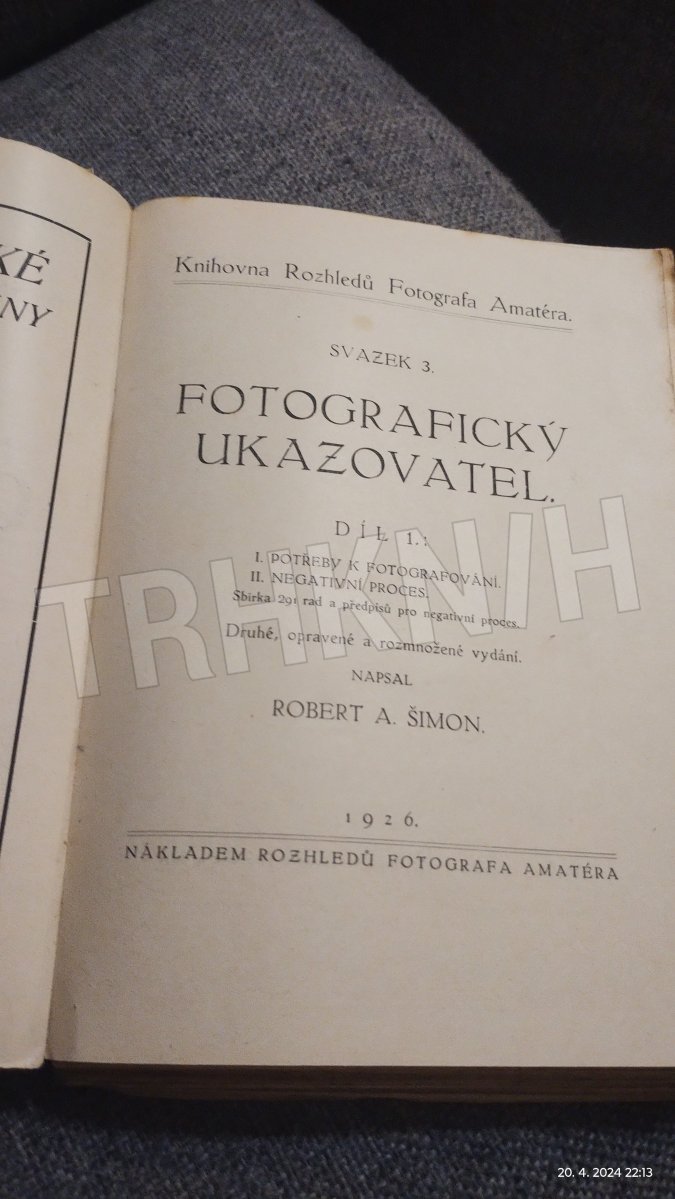 KÉ
NY
Knihovna Rozhledů Fotografa Amatéra.
SVAZEK 3.
FOTOGRAFICKÝ
UKAZOVATEL.
DÍL 1.:
I. POTŘEBY K FOTOGRAFOVÁNÍ.
II. NEGATIVNÍ PROCES.
Sbírka 291 rad a předpisů pro negativní proces.
Druhé, opravené a rozmnožené vydání.
NAPSAL
ROBERT A. ŠIMON.
1926.
NÁKLADEM ROZHLEDŮ FOTOGRAFA AMATÉRA
TRHKNIH
20. 4. 2024 22:13